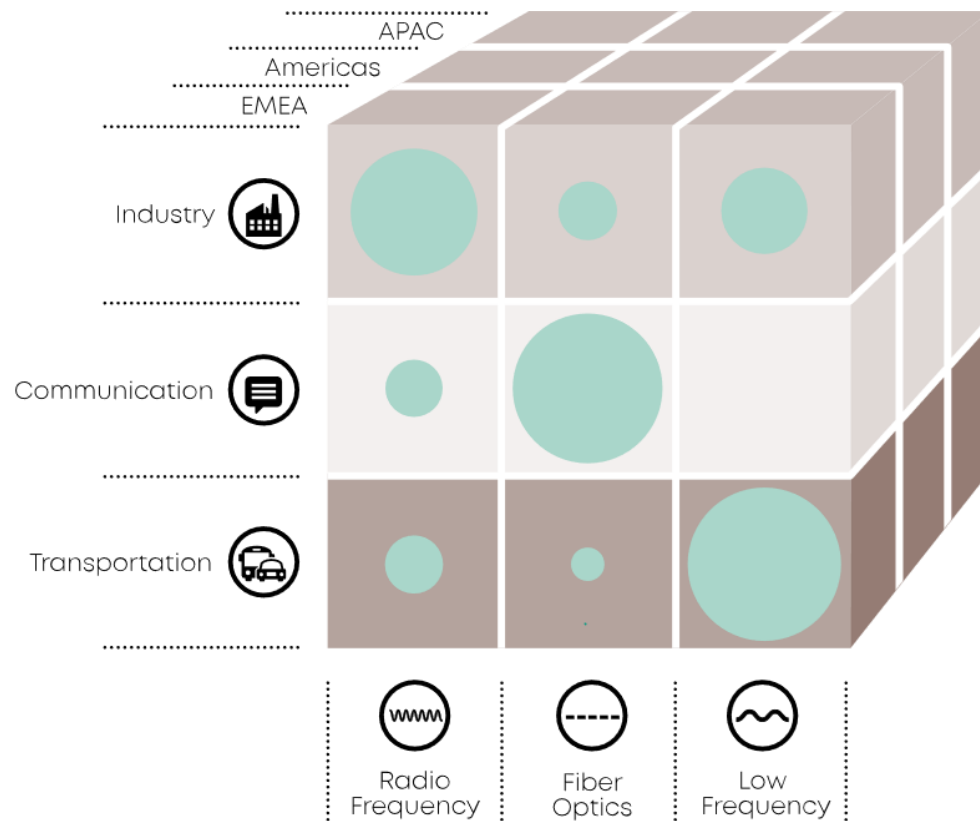 APAC
Americas
EMEA
Industry
Communication
Transportation
Radio
Frequency
Fiber
Optics
Low
Frequency